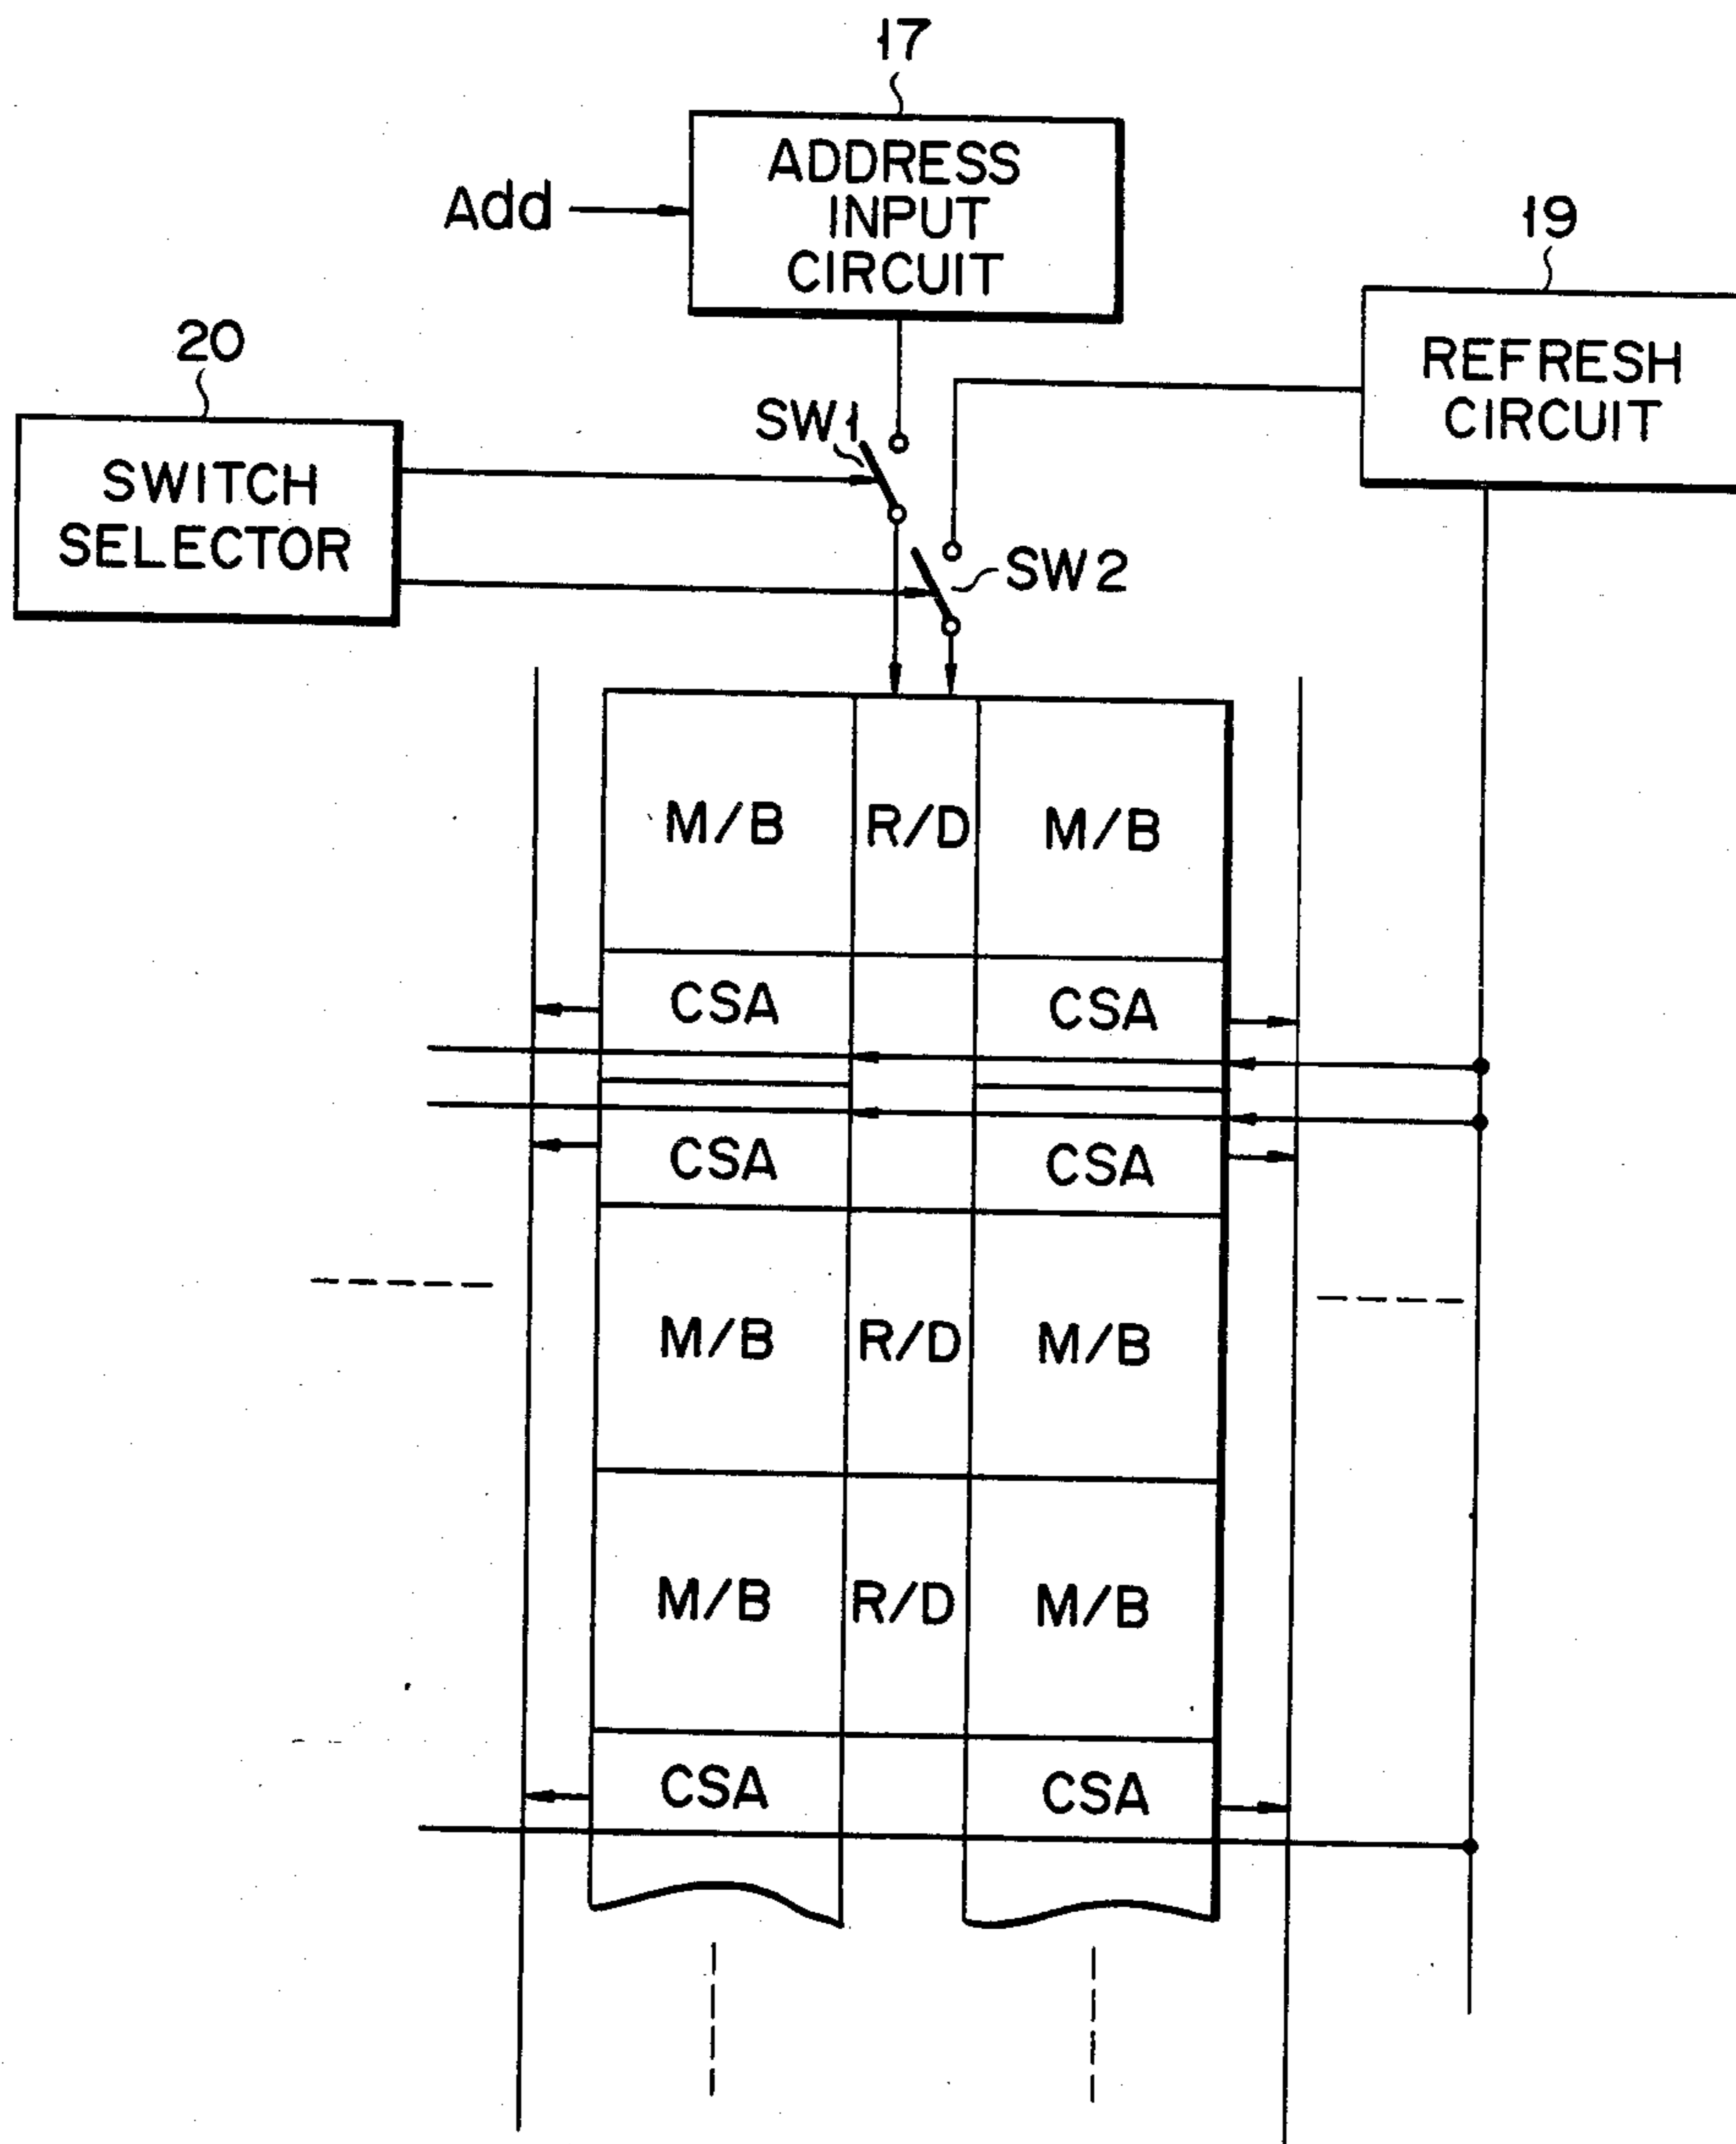 17
ADDRESS
INPUT
CIRCUIT
Add
19
REFRESH
CIRCUIT
20
SWITCH
SELECTOR
SW1
SW2
M/B R/D M/B
CSA CSA
CSA CSA
M/B R/D M/B
M/B R/D M/B
CSA CSA